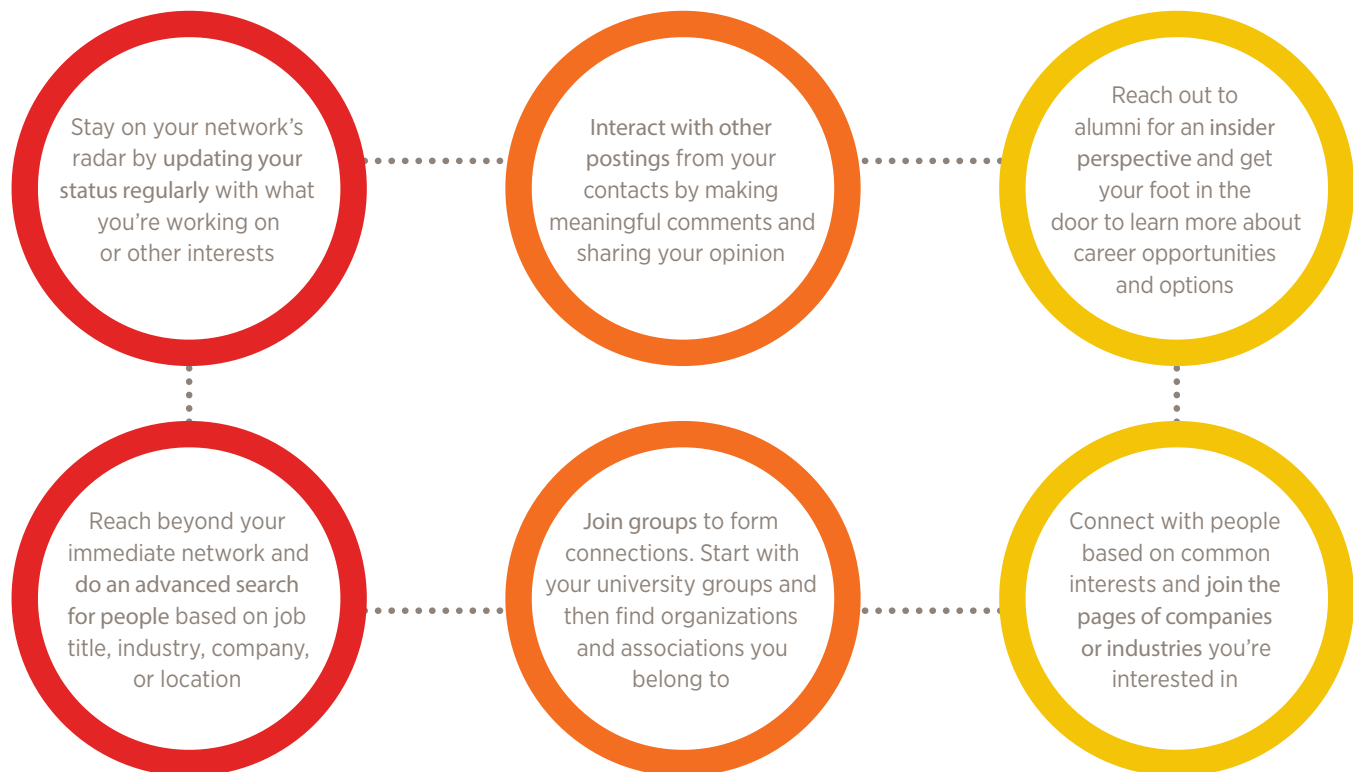 Stay on your network’s
radar by updating your
status regularly with what
you’re working on
or other interests
Interact with other
postings from your
contacts by making
meaningful comments and
sharing your opinion
Reach out to
alumni for an insider
perspective and get
your foot in the
door to learn more about
career opportunities
and options
Reach beyond your
immediate network and
do an advanced search
for people based on job
title, industry, company,
or location
Join groups to form
connections. Start with
your university groups and
then find organizations
and associations you
belong to
Connect with people
based on common
interests and join the
pages of companies
or industries you’re
interested in